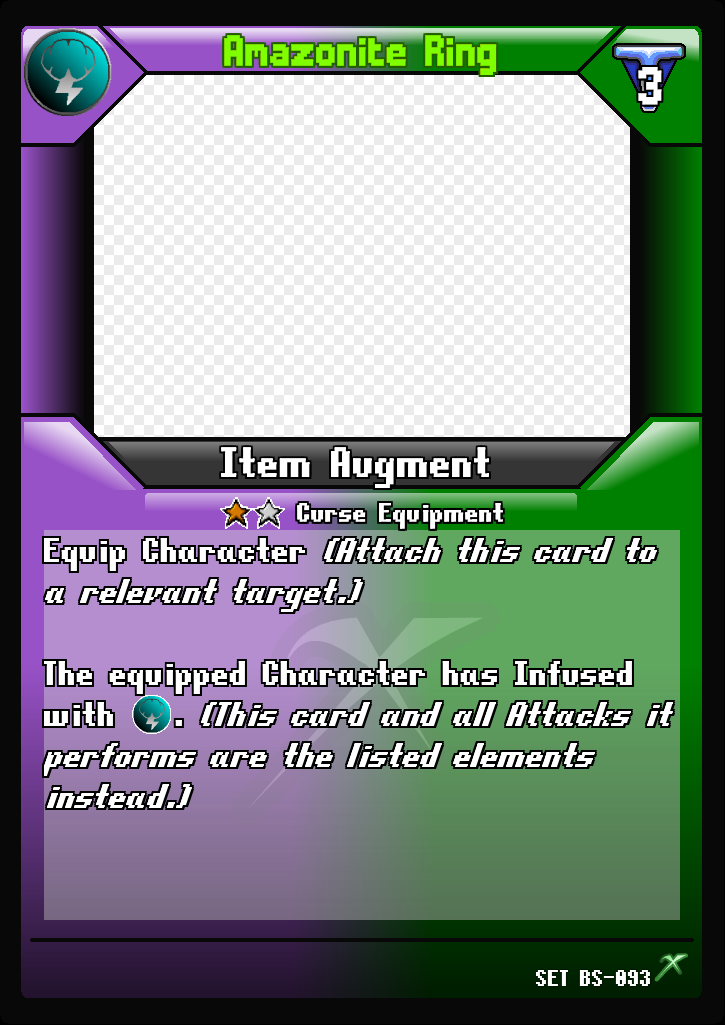 Amazonite Ring
3
Item Augment
Curse Equipment
Equip Character (Attach this card to
a relevant target.)
The equipped Character has Infused
with . (This card and all Attacks it
performs are the listed elements
instead.)
SET BS-093